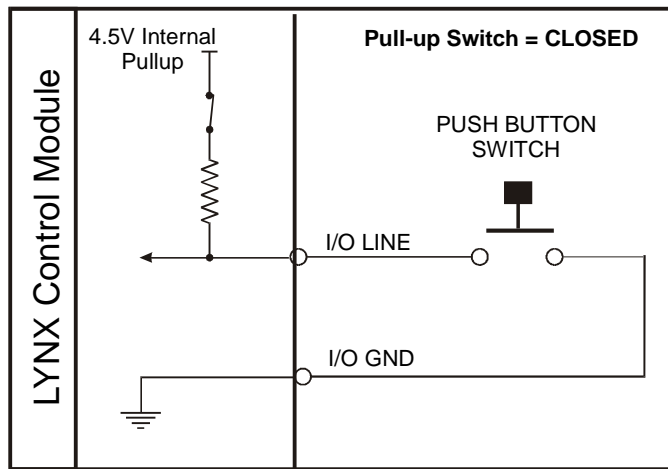 LYNX Control Module
4.5V Internal
Pullup
Pull-up Switch = CLOSED
PUSH BUTTON
SWITCH
I/O LINE
I/O GND